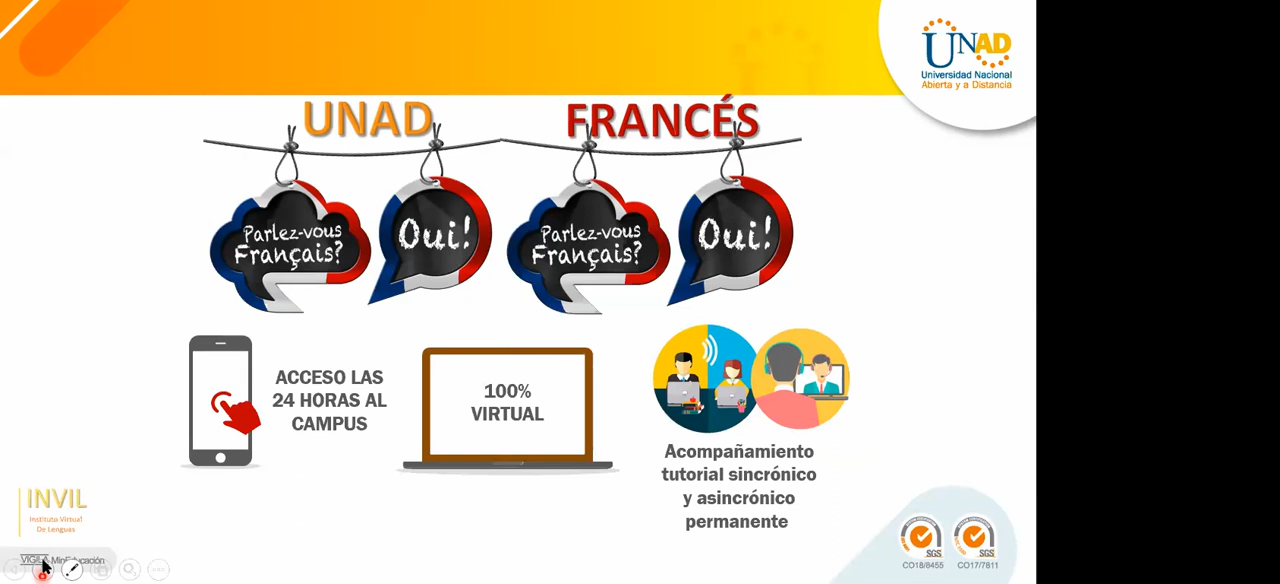 UNAD
Universidad Nacional
Abierta y a Distancia
UNAD FRANCÉS
Parlez-vous
Français?
Oui!
Parlez-vous
Français?
Oui!
ACCESO LAS
24 HORAS AL
CAMPUS
100%
VIRTUAL
Acompañamiento
tutorial sincrónico
y asincrónico
permanente
INVIL
Instituto Virtual
De Lenguas
VIGILA MinEducación
SGS
SGS
CO18/8455
CO17/7811